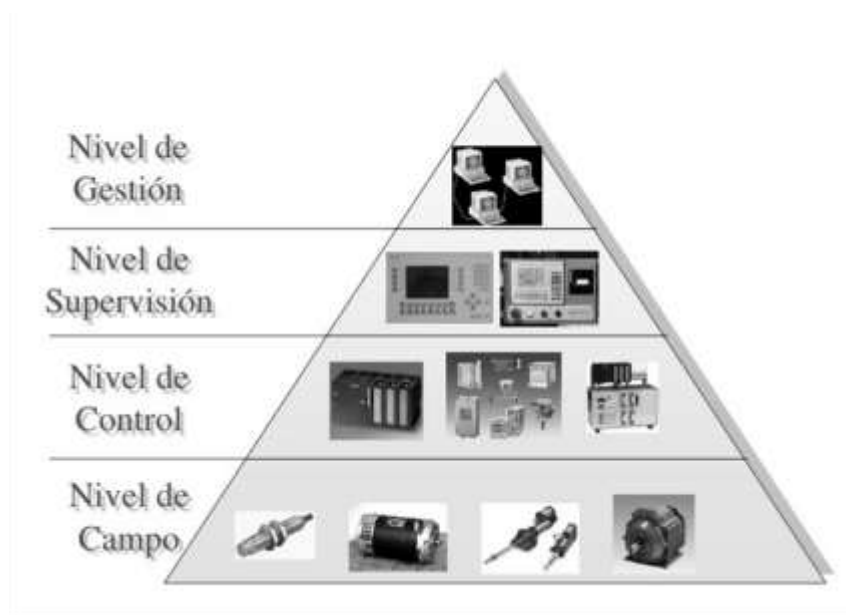 Nivel de
Gestión
Nivel de
Supervisión
Nivel de
Control
Nivel de
Campo